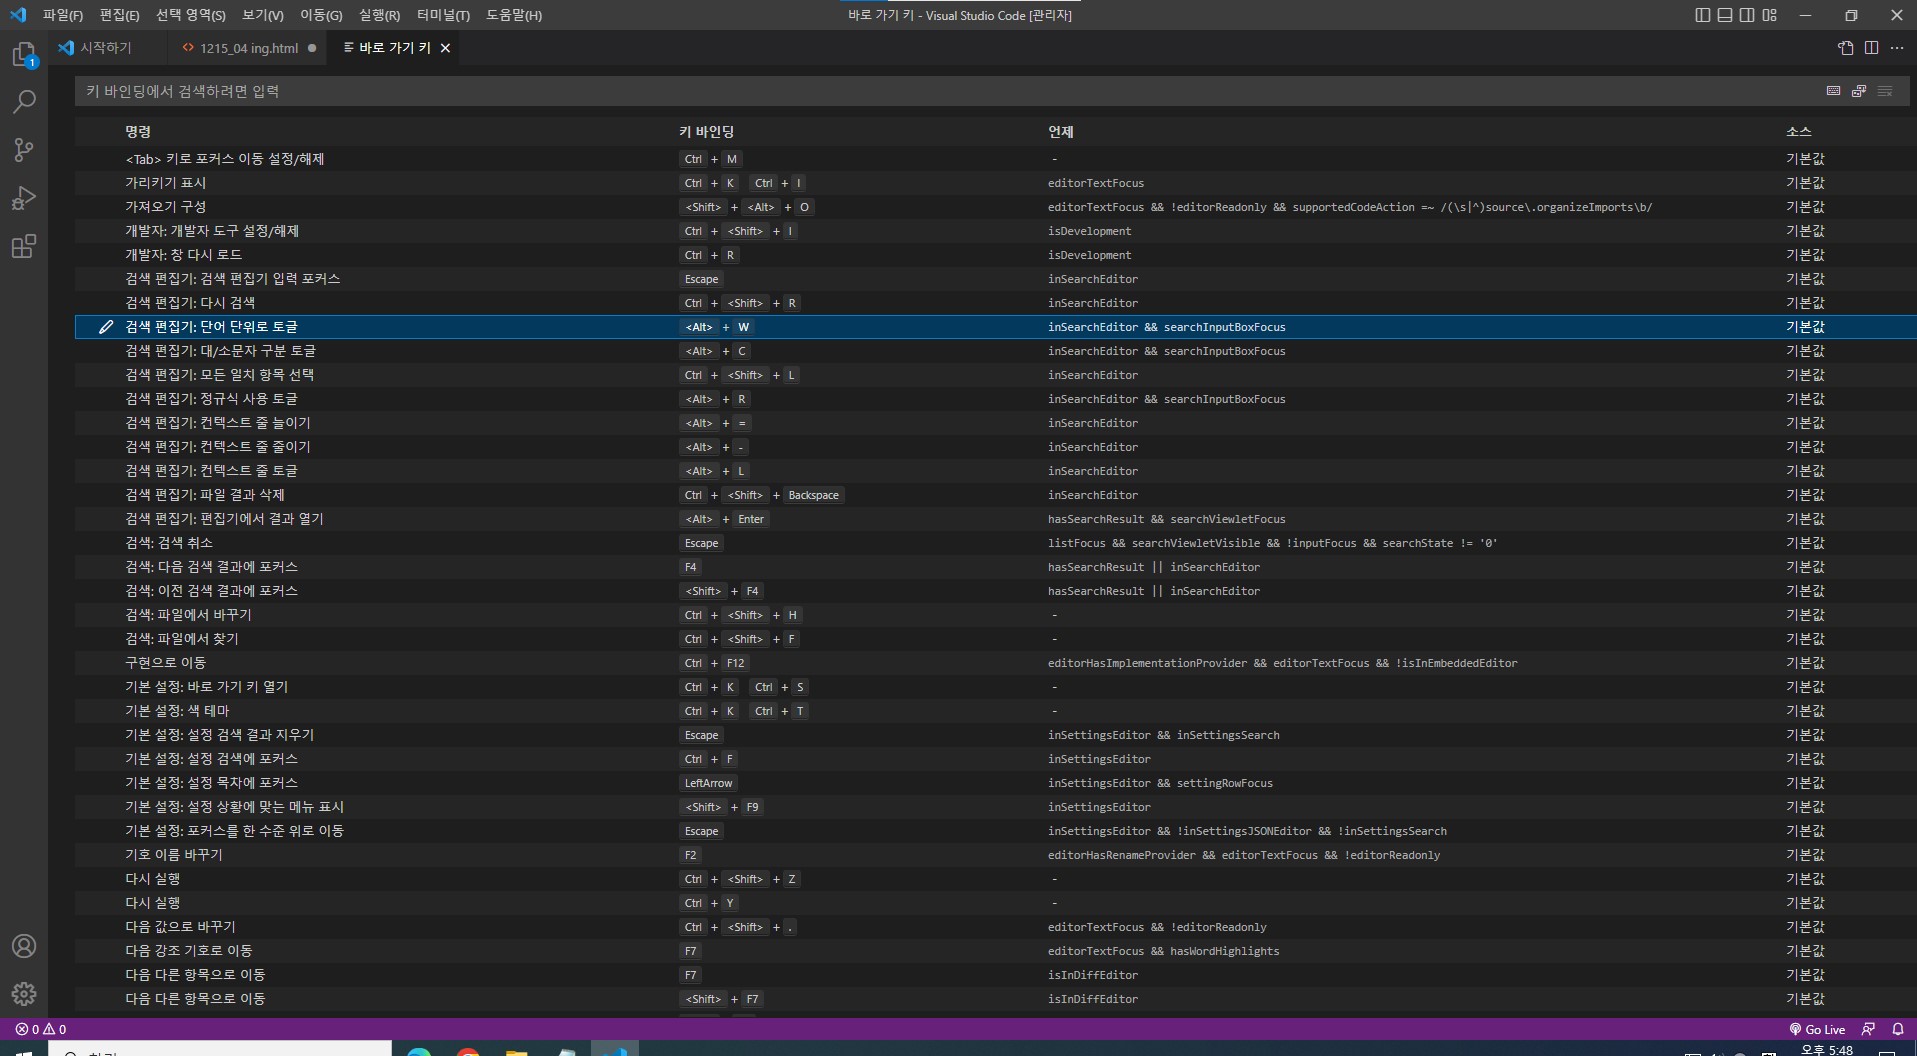 파일(F) 편집(E) 선택 영역(S) 보기(V) 이동(G) 실행(R) 터미널(T) 도움말(H) 바로 가기 키 - Visual Studio Code [관리자]
시작하기 1215_04 ing.html 바로 가기 키
1
키 바인딩에서 검색하려면 입력
명령 키 바인딩 언제 소스
<Tab> 키로 포커스 이동 설정/해제 Ctrl + M - 기본값
가리키기 표시 Ctrl + K Ctrl + I editorTextFocus 기본값
가져오기 구성 <Shift> + <Alt> + O editorTextFocus && !editorReadonly && supportedCodeAction =~ /(\s|^)source\.organizeImports\b/ 기본값
개발자: 개발자 도구 설정/해제 Ctrl + <Shift> + I isDevelopment 기본값
개발자: 창 다시 로드 Ctrl + R isDevelopment 기본값
검색 편집기: 검색 편집기 입력 포커스 Escape inSearchEditor 기본값
검색 편집기: 다시 검색 Ctrl + <Shift> + R inSearchEditor 기본값
검색 편집기: 단어 단위로 토글 <Alt> + W inSearchEditor && searchInputBoxFocus 기본값
검색 편집기: 대/소문자 구분 토글 <Alt> + C inSearchEditor && searchInputBoxFocus 기본값
검색 편집기: 모든 일치 항목 선택 Ctrl + <Shift> + L inSearchEditor 기본값
검색 편집기: 정규식 사용 토글 <Alt> + R inSearchEditor && searchInputBoxFocus 기본값
검색 편집기: 컨텍스트 줄 늘이기 <Alt> + = inSearchEditor 기본값
검색 편집기: 컨텍스트 줄 줄이기 <Alt> + - inSearchEditor 기본값
검색 편집기: 컨텍스트 줄 토글 <Alt> + L inSearchEditor 기본값
검색 편집기: 파일 결과 삭제 Ctrl + <Shift> + Backspace inSearchEditor 기본값
검색 편집기: 편집기에서 결과 열기 <Alt> + Enter hasSearchResult && searchViewletFocus 기본값
검색: 검색 취소 Escape listFocus && searchViewletVisible && !inputFocus && searchState != '0' 기본값
검색: 다음 검색 결과에 포커스 F4 hasSearchResult || inSearchEditor 기본값
검색: 이전 검색 결과에 포커스 <Shift> + F4 hasSearchResult || inSearchEditor 기본값
검색: 파일에서 바꾸기 Ctrl + <Shift> + H - 기본값
검색: 파일에서 찾기 Ctrl + <Shift> + F - 기본값
구현으로 이동 Ctrl + F12 editorHasImplementationProvider && editorTextFocus && !isInEmbeddedEditor 기본값
기본 설정: 바로 가기 키 열기 Ctrl + K Ctrl + S - 기본값
기본 설정: 색 테마 Ctrl + K Ctrl + T - 기본값
기본 설정: 설정 검색 결과 지우기 Escape inSettingsEditor && inSettingsSearch 기본값
기본 설정: 설정 검색에 포커스 Ctrl + F inSettingsEditor 기본값
기본 설정: 설정 목차에 포커스 LeftArrow inSettingsEditor && settingRowFocus 기본값
기본 설정: 설정 상황에 맞는 메뉴 표시 <Shift> + F9 inSettingsEditor 기본값
기본 설정: 포커스를 한 수준 위로 이동 Escape inSettingsEditor && !inSettingsJSONEditor && !inSettingsSearch 기본값
기호 이름 바꾸기 F2 editorHasRenameProvider && editorTextFocus && !editorReadonly 기본값
다시 실행 Ctrl + <Shift> + Z - 기본값
다시 실행 Ctrl + Y - 기본값
다음 값으로 바꾸기 Ctrl + <Shift> + . editorTextFocus && !editorReadonly 기본값
다음 강조 기호로 이동 F7 editorTextFocus && hasWordHighlights 기본값
다음 다른 항목으로 이동 F7 isInDiffEditor 기본값
다음 다른 항목으로 이동 <Shift> + F7 isInDiffEditor 기본값
0 0 Go Live
오후 5:48